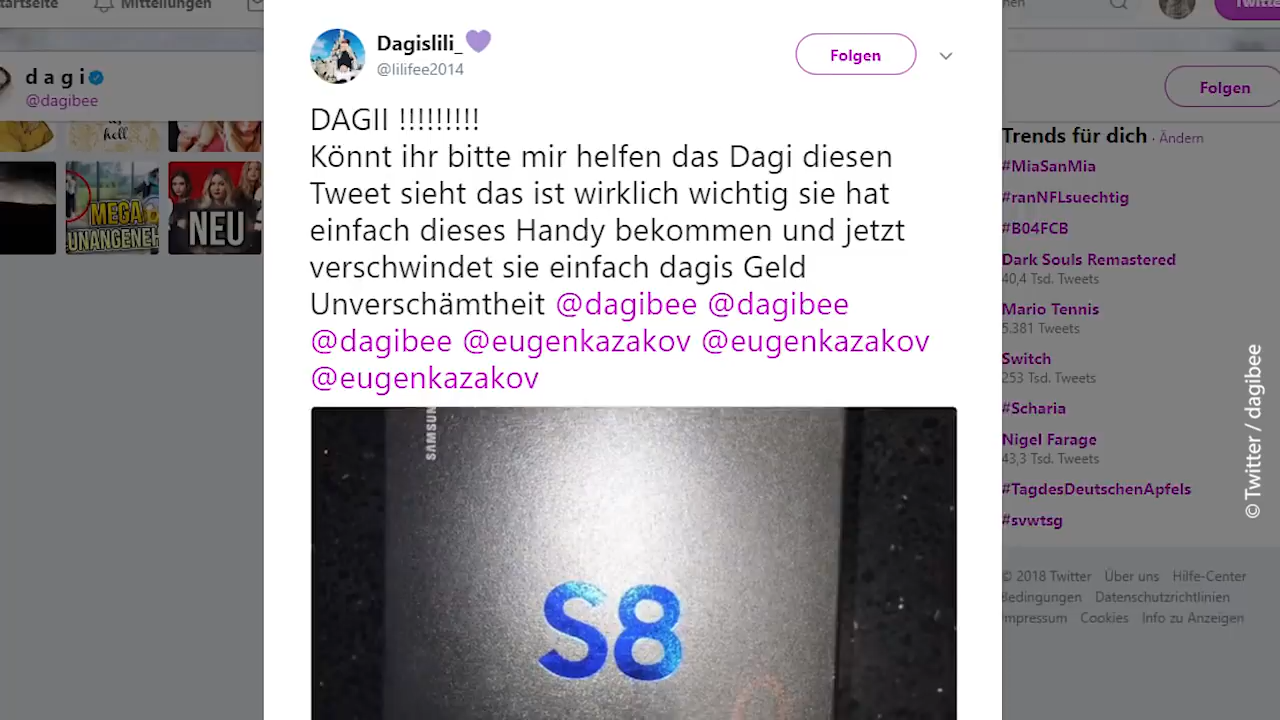 Startseite Mitteilungen
Twitter
d a g i
@dagibee
Folgen
hell
MEGA
UNANGENEH
NEU
Dagislili_💜
@lilifee2014
Folgen
DAGII !!!!!!!!!
Könnt ihr bitte mir helfen das Dagi diesen
Tweet sieht das ist wirklich wichtig sie hat
einfach dieses Handy bekommen und jetzt
verschwindet sie einfach dagis Geld
Unverschämtheit @dagibee @dagibee
@dagibee @eugenkazakov @eugenkazakov
@eugenkazakov
SAMSUN
S8
Trends für dich · Ändern
#MiaSanMia
#ranNFLsuechtig
#B04FCB
Dark Souls Remastered
40,4 Tsd. Tweets
Mario Tennis
5.381 Tweets
Switch
253 Tsd. Tweets
#Scharia
Nigel Farage
43,3 Tsd. Tweets
#TagdesDeutschenApfels
#svwtsg
© 2018 Twitter Über uns Hilfe-Center
Bedingungen Datenschutzrichtlinien
Impressum Cookies Info zu Anzeigen
© Twitter / dagibee